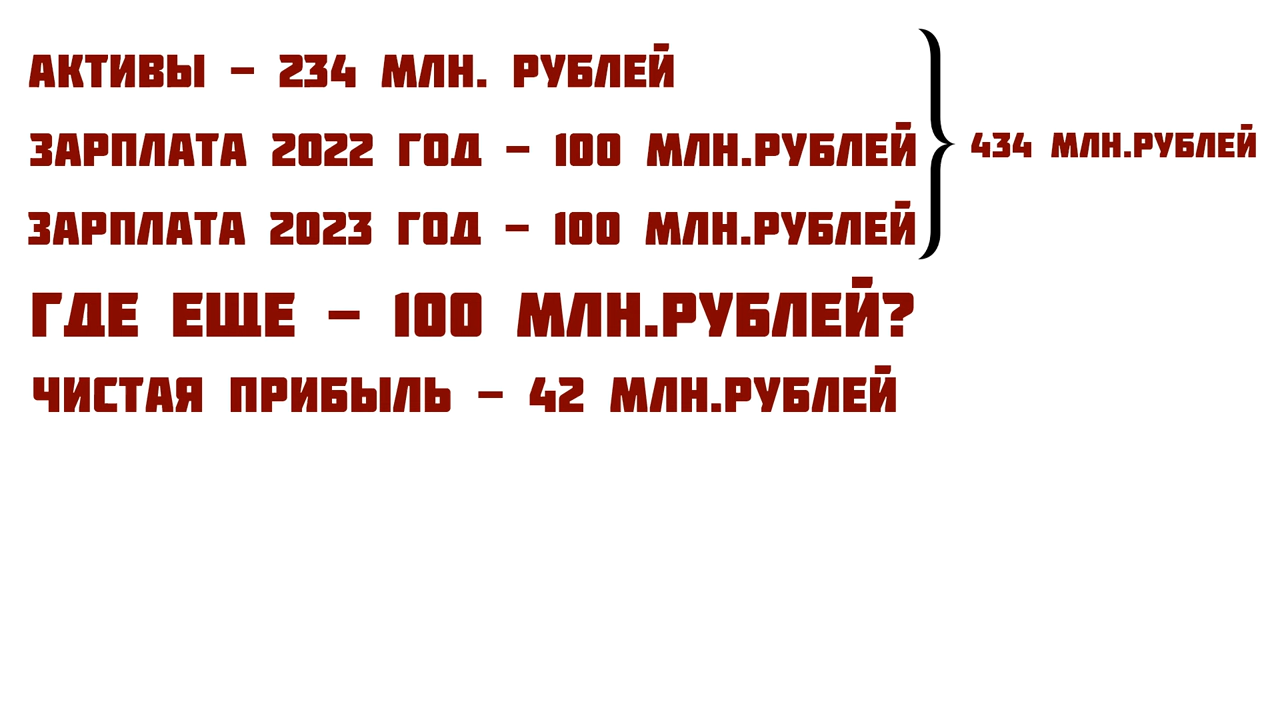 АКТИВЫ – 234 МЛН. РУБЛЕЙ
ЗАРПЛАТА 2022 ГОД – 100 МЛН.РУБЛЕЙ
434 МЛН.РУБЛЕЙ
ЗАРПЛАТА 2023 ГОД – 100 МЛН.РУБЛЕЙ
ГДЕ ЕЩЕ – 100 МЛН.РУБЛЕЙ?
ЧИСТАЯ ПРИБЫЛЬ – 42 МЛН.РУБЛЕЙ